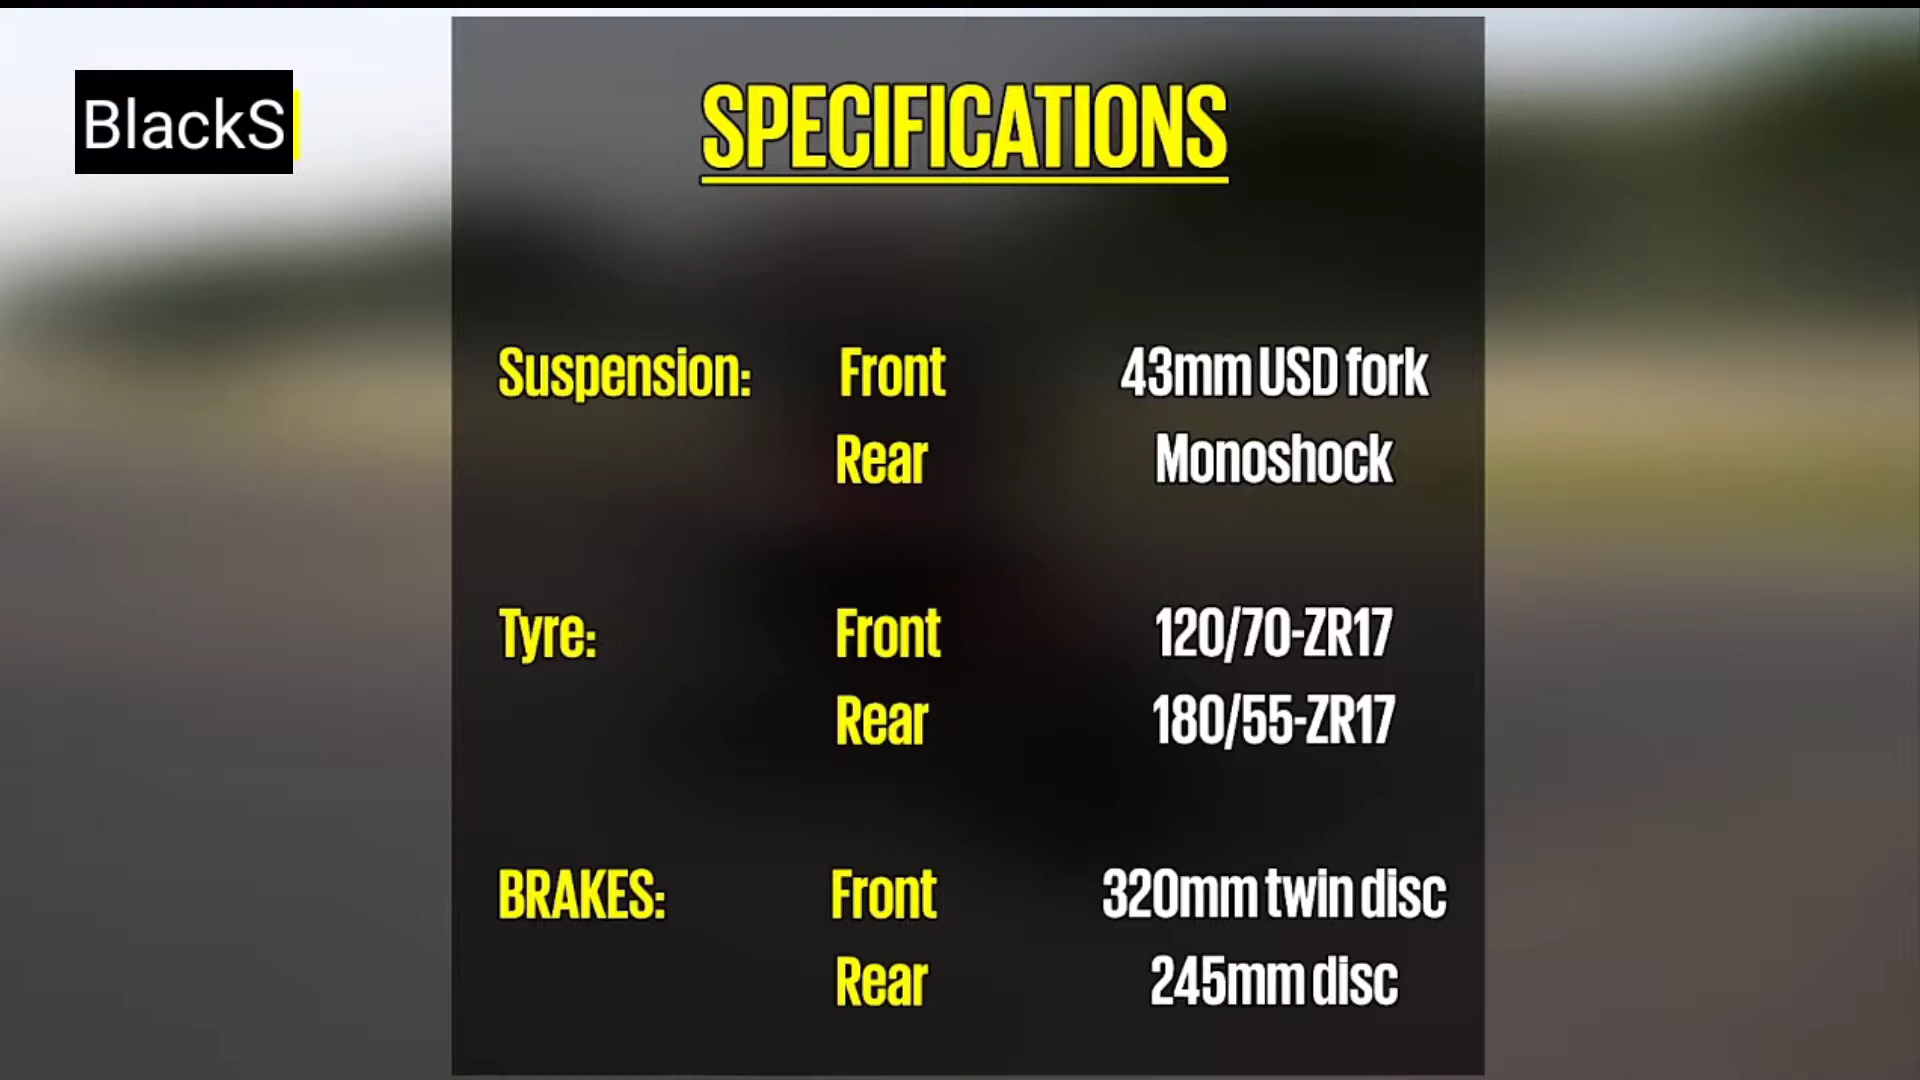 BlackS
SPECIFICATIONS
Suspension: Front 43mm USD fork
Rear Monoshock
Tyre: Front 120/70-ZR17
Rear 180/55-ZR17
BRAKES: Front 320mm twin disc
Rear 245mm disc